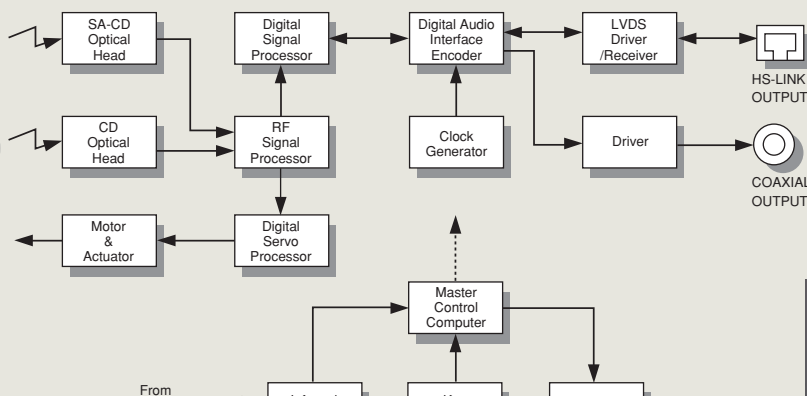 SA-CD
Optical
Head
Digital
Signal
Processor
Digital Audio
Interface
Encoder
LVDS
Driver
/Receiver
HS-LINK
OUTPUT
CD
Optical
Head
RF
Signal
Processor
Clock
Generator
Driver
COAXIAL
OUTPUT
Motor
&
Actuator
Digital
Servo
Processor
Master
Control
Computer
From